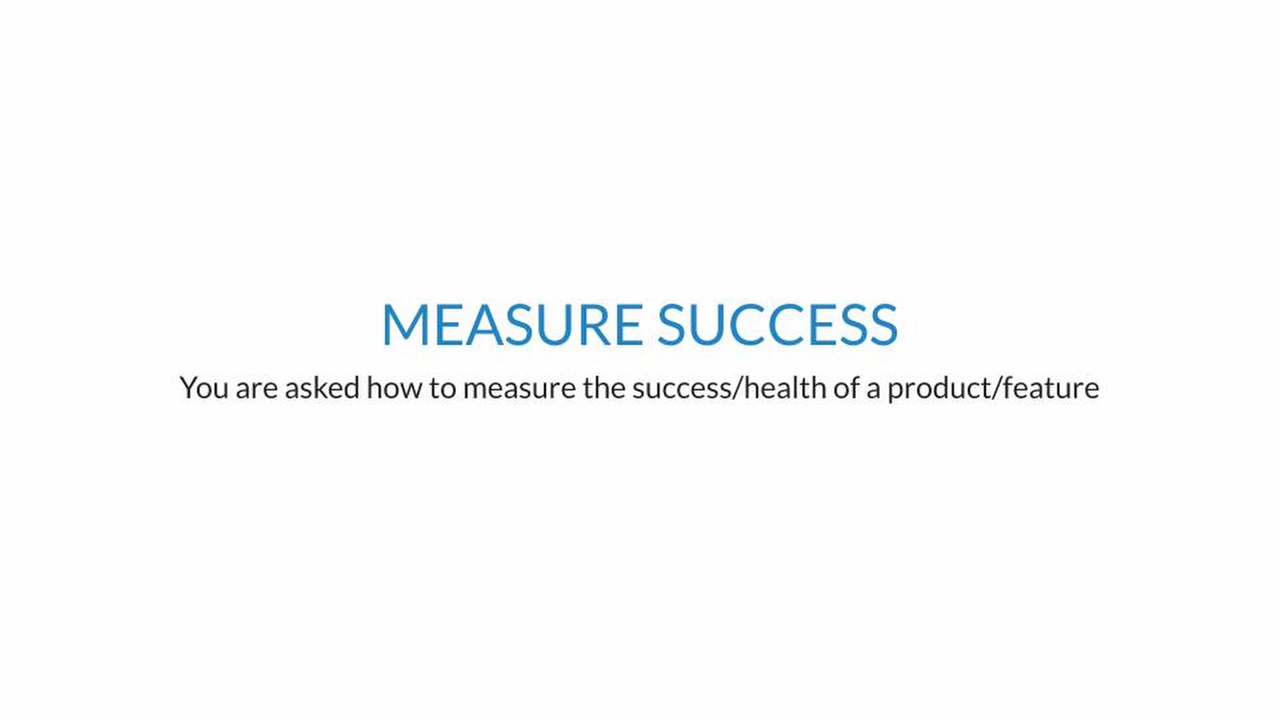 MEASURE SUCCESS
You are asked how to measure the success/health of a product/feature